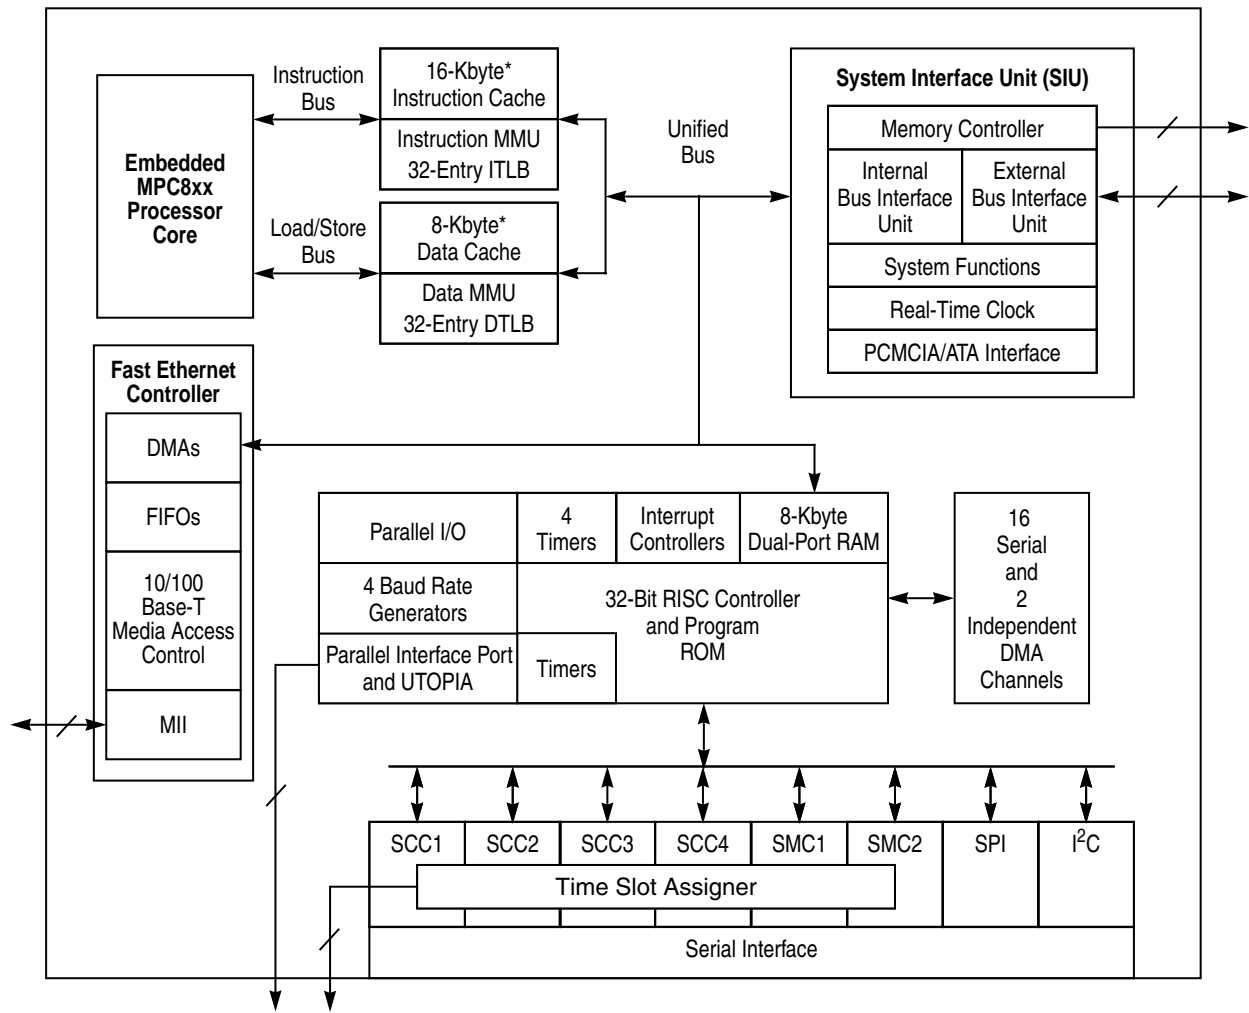 Embedded
MPC8xx
Processor
Core
Instruction
Bus
Load/Store
Bus
16-Kbyte*
Instruction Cache
Instruction MMU
32-Entry ITLB
8-Kbyte*
Data Cache
Data MMU
32-Entry DTLB
Unified
Bus
System Interface Unit (SIU)
Memory Controller
Internal
Bus Interface
Unit
External
Bus Interface
Unit
System Functions
Real-Time Clock
PCMCIA/ATA Interface
Fast Ethernet
Controller
DMAs
FIFOs
10/100
Base-T
Media Access
Control
MII
Parallel I/O
4
Timers
Interrupt
Controllers
8-Kbyte
Dual-Port RAM
4 Baud Rate
Generators
32-Bit RISC Controller
and Program
ROM
Parallel Interface Port
and UTOPIA
Timers
16
Serial
and
2
Independent
DMA
Channels
SCC1
SCC2
SCC3
SCC4
SMC1
SMC2
SPI
I²C
Time Slot Assigner
Serial Interface